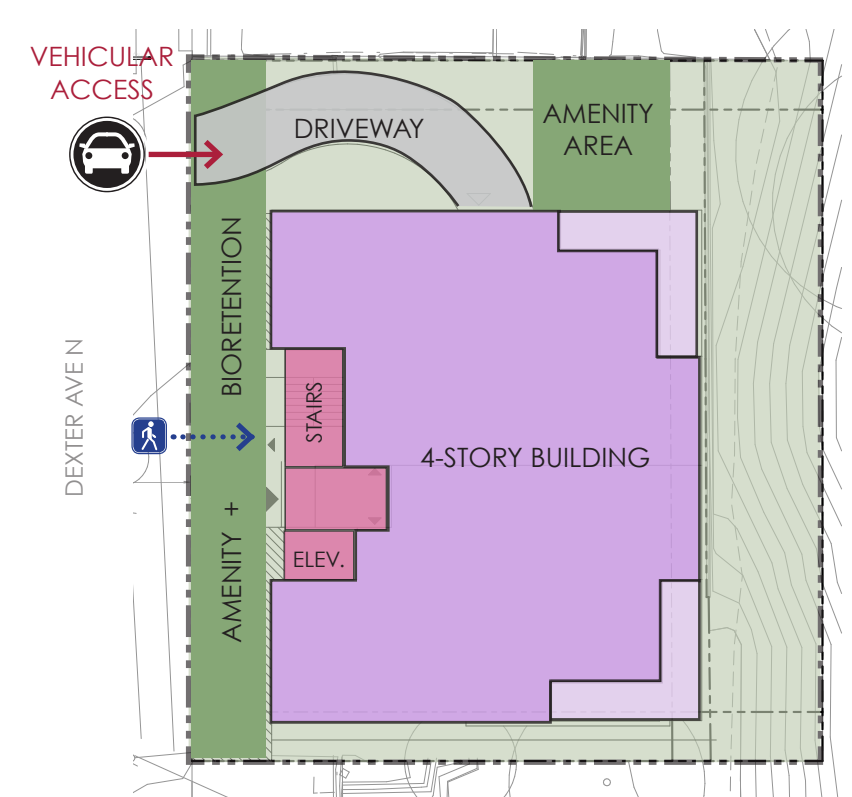 VEHICULAR
ACCESS
DRIVEWAY
AMENITY
AREA
AMENITY + BIORETENTION
DEXTER AVE N
STAIRS
4-STORY BUILDING
ELEV.